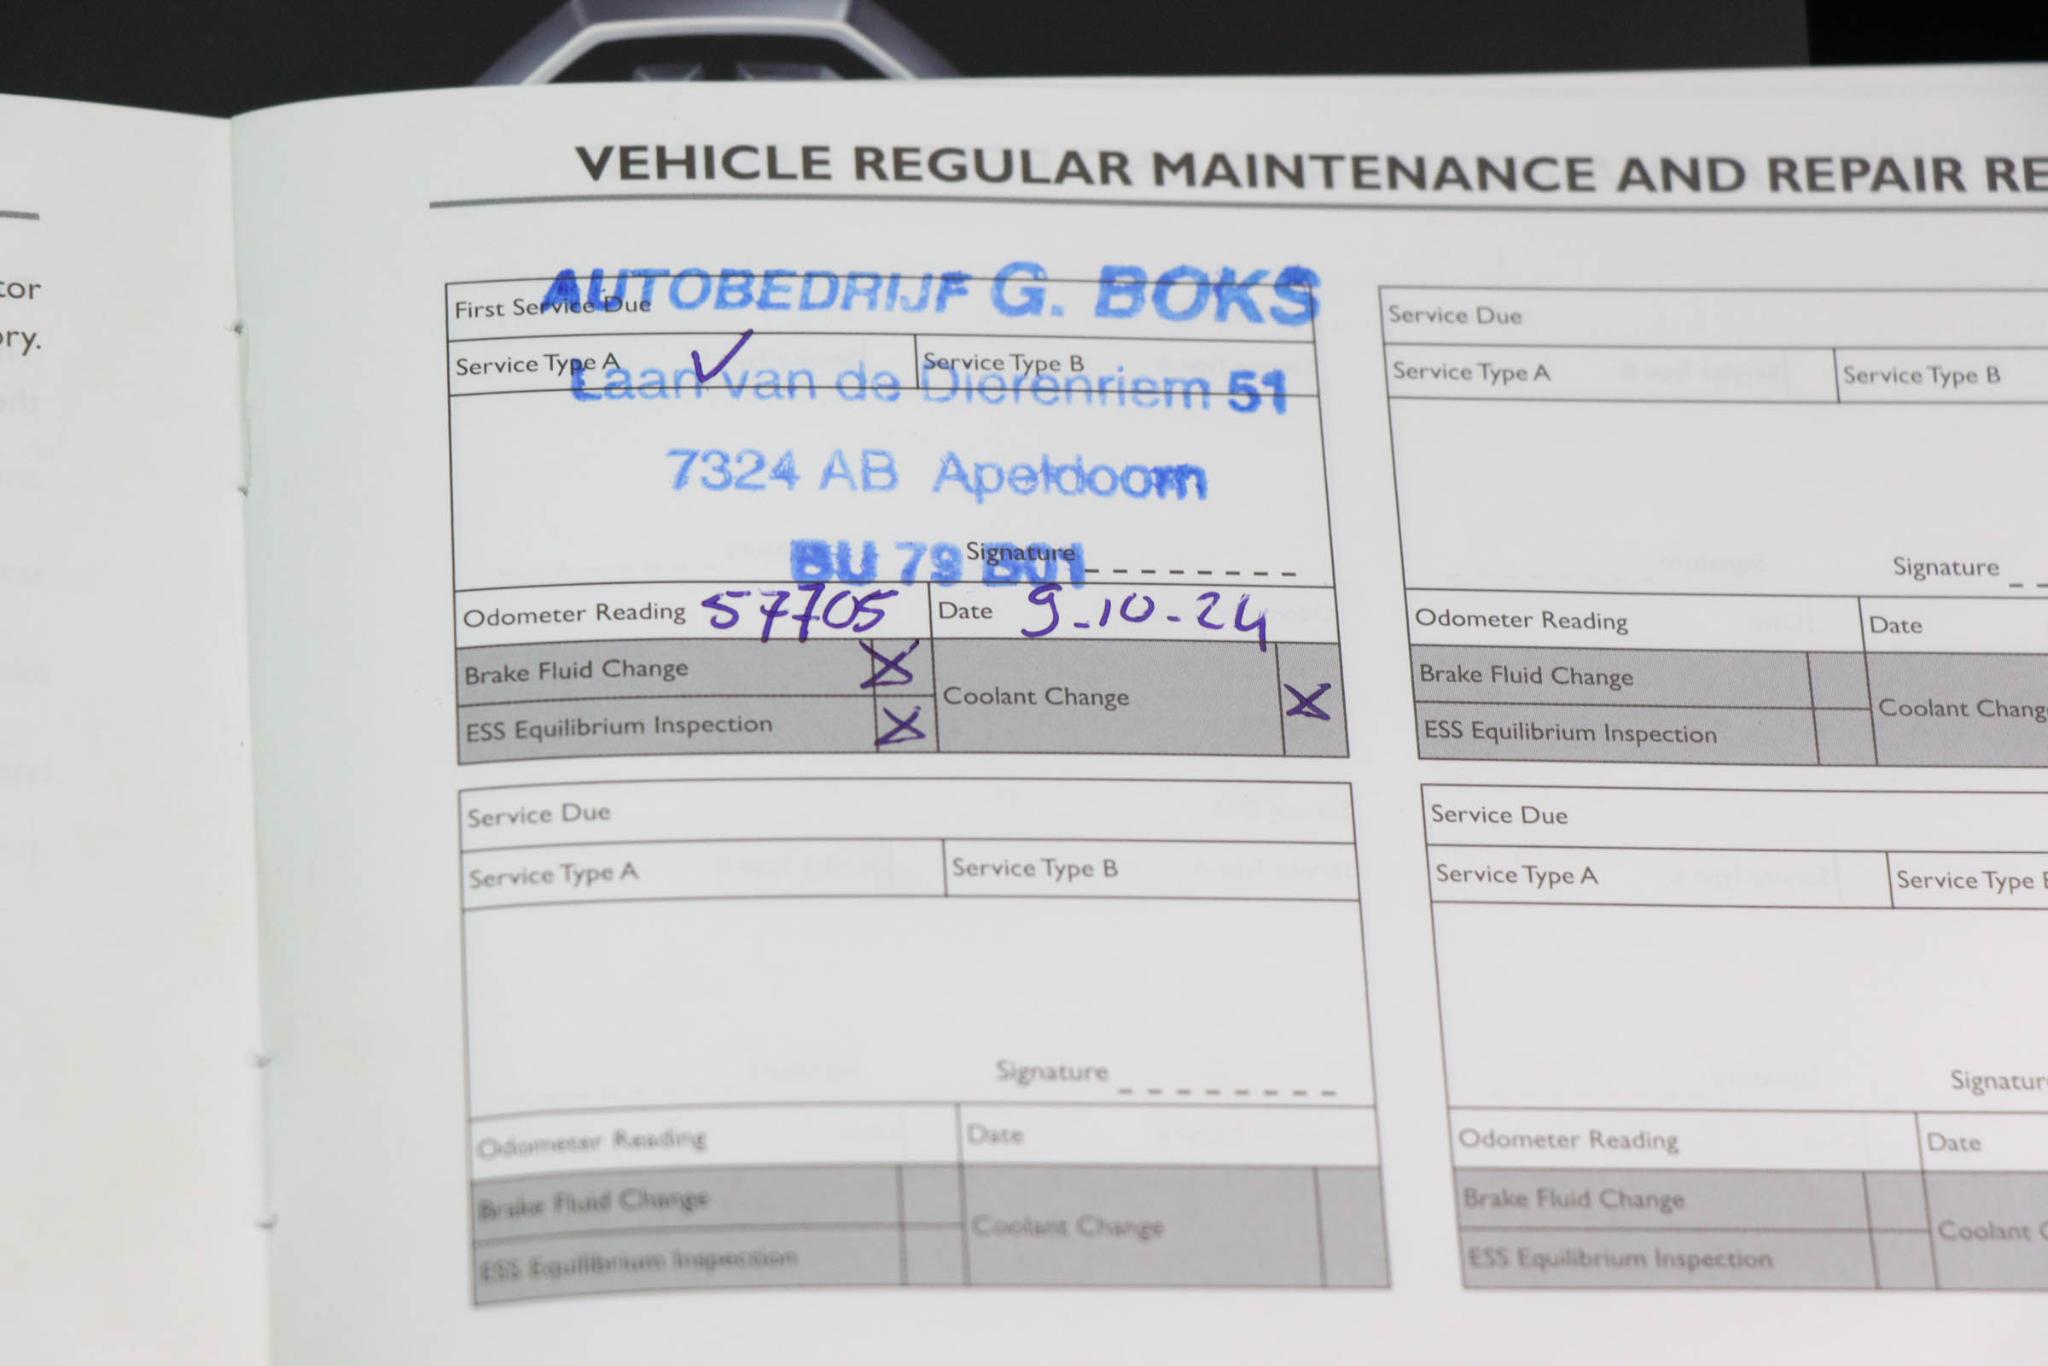 tor
ory.
VEHICLE REGULAR MAINTENANCE AND REPAIR RE
AUTOBEDRIJF G. BOKS
First Service Due
Service Type A ✓ Service Type B
Laan van de Dierenriem 51
7324 AB Apeldoorn
BU 79 B01
Signature
Odometer Reading 57705 Date 9-10-24
Brake Fluid Change X
Coolant Change X
ESS Equilibrium Inspection X
Service Due
Service Type A Service Type B
Signature
Odometer Reading Date
Brake Fluid Change
Coolant Chang
ESS Equilibrium Inspection
Service Due
Service Type A Service Type B
Signature
Odometer Reading Date
Brake Fluid Change
Coolant Change
ESS Equilibrium Inspection
Service Due
Service Type A Service Type
Signatur
Odometer Reading Date
Brake Fluid Change
Coolant C
ESS Equilibrium Inspection